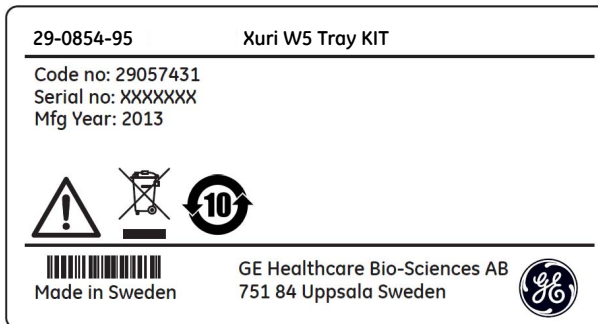 29-0854-95 Xuri W5 Tray KIT
Code no: 29057431
Serial no: XXXXXXX
Mfg Year: 2013
10
Made in Sweden
GE Healthcare Bio-Sciences AB
751 84 Uppsala Sweden
GE